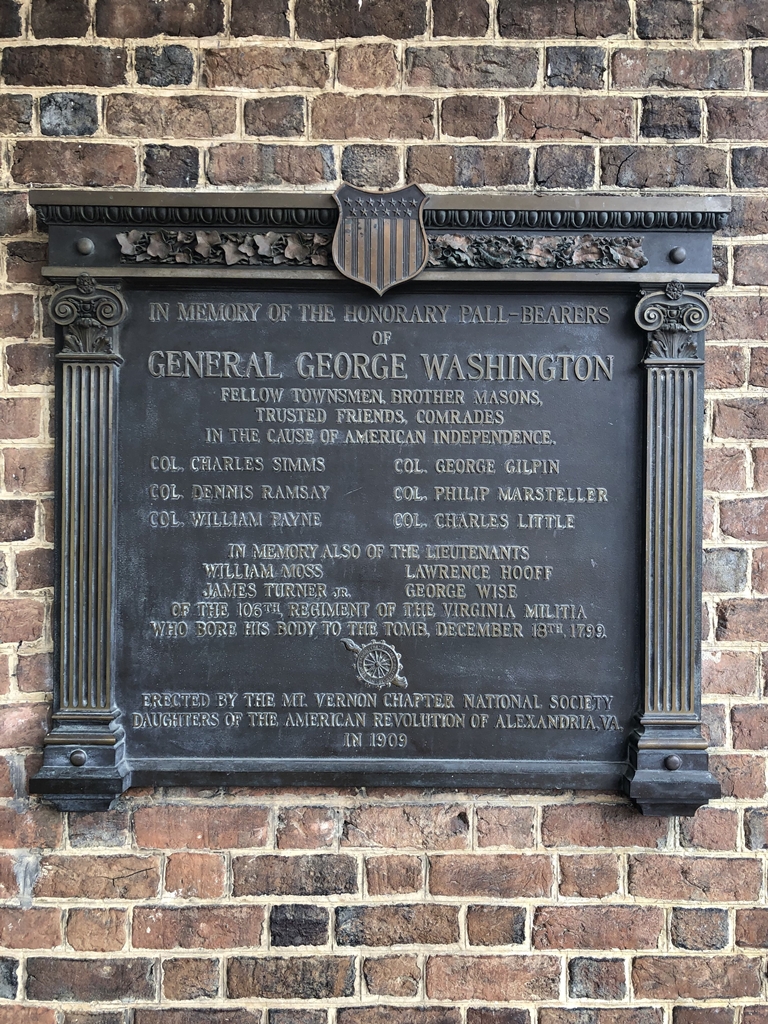 IN MEMORY OF THE HONORARY PALL-BEARERS
OF
GENERAL GEORGE WASHINGTON
FELLOW TOWNSMEN, BROTHER MASONS,
TRUSTED FRIENDS, COMRADES
IN THE CAUSE OF AMERICAN INDEPENDENCE.
COL. CHARLES SIMMS COL. GEORGE GILPIN
COL. DENNIS RAMSAY COL. PHILIP MARSTELLER
COL. WILLIAM PAYNE COL. CHARLES LITTLE
IN MEMORY ALSO OF THE LIEUTENANTS
WILLIAM MOSS LAWRENCE HOOFF
JAMES TURNER JR. GEORGE WISE
OF THE 106TH. REGIMENT OF THE VIRGINIA MILITIA
WHO BORE HIS BODY TO THE TOMB, DECEMBER 18TH, 1799.
ERECTED BY THE MT. VERNON CHAPTER NATIONAL SOCIETY
DAUGHTERS OF THE AMERICAN REVOLUTION OF ALEXANDRIA, VA.
IN 1909